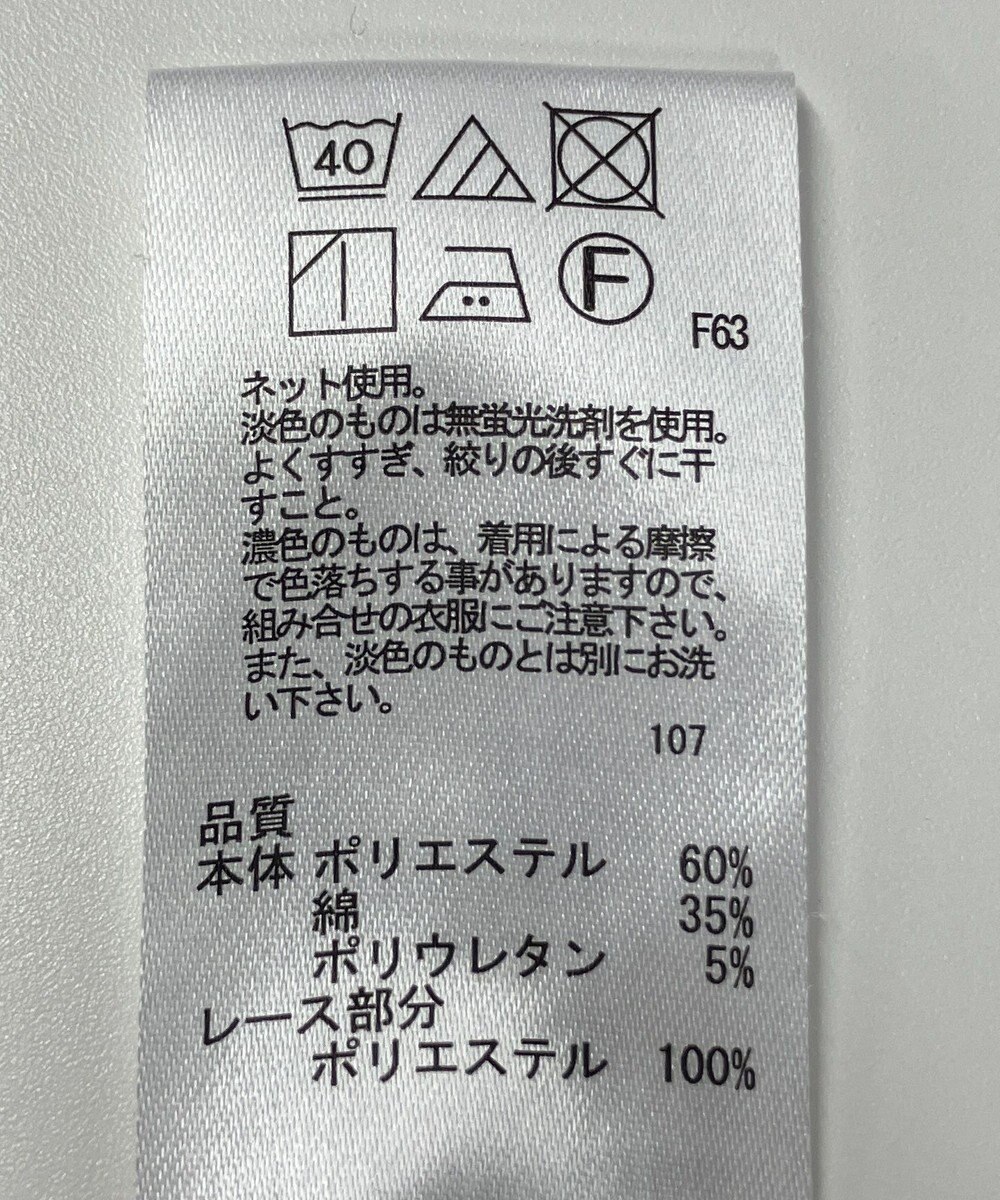 40
F
F63
ネット使用。
淡色のものは無蛍光洗剤を使用。
よくすすぎ、絞りの後すぐに干
すこと。
濃色のものは、着用による摩擦
で色落ちする事がありますので、
組み合せの衣服にご注意下さい。
また、淡色のものとは別にお洗
い下さい。
107
品質
本体 ポリエステル 60%
綿 35%
ポリウレタン 5%
レース部分
ポリエステル 100%